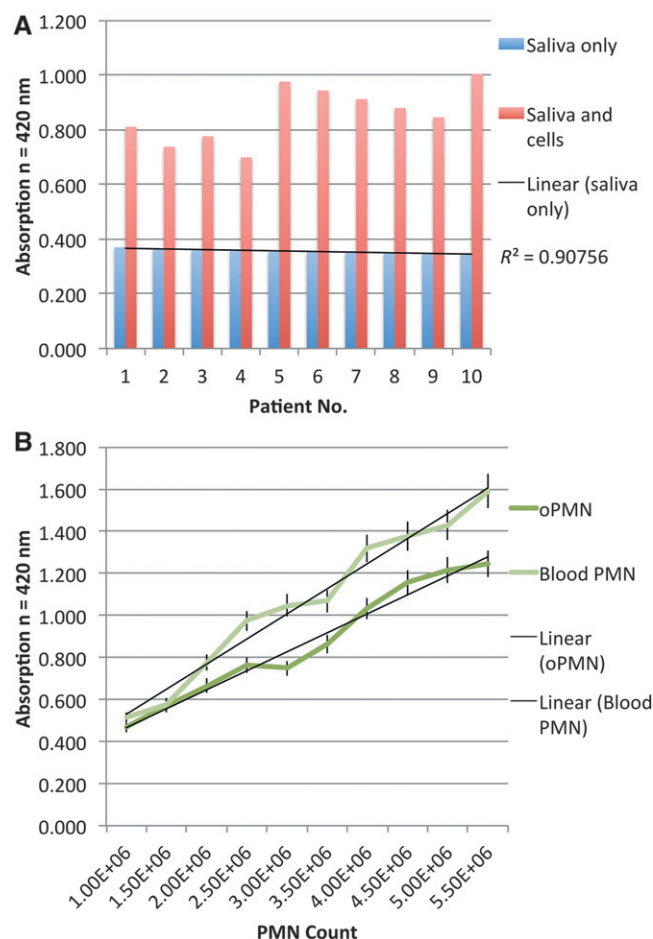 A
Absorption n = 420 nm
1.200
1.000
0.800
0.600
0.400
0.200
0.000
1 2 3 4 5 6 7 8 9 10
Patient No.
Saliva only
Saliva and
cells
Linear (saliva
only)
R² = 0.90756
B
Absorption n = 420 nm
1.800
1.600
1.400
1.200
1.000
0.800
0.600
0.400
0.200
0.000
1.00E+06
1.50E+06
2.00E+06
2.50E+06
3.00E+06
3.50E+06
4.00E+06
4.50E+06
5.00E+06
5.50E+06
PMN Count
oPMN
Blood PMN
Linear
(oPMN)
Linear (Blood
PMN)